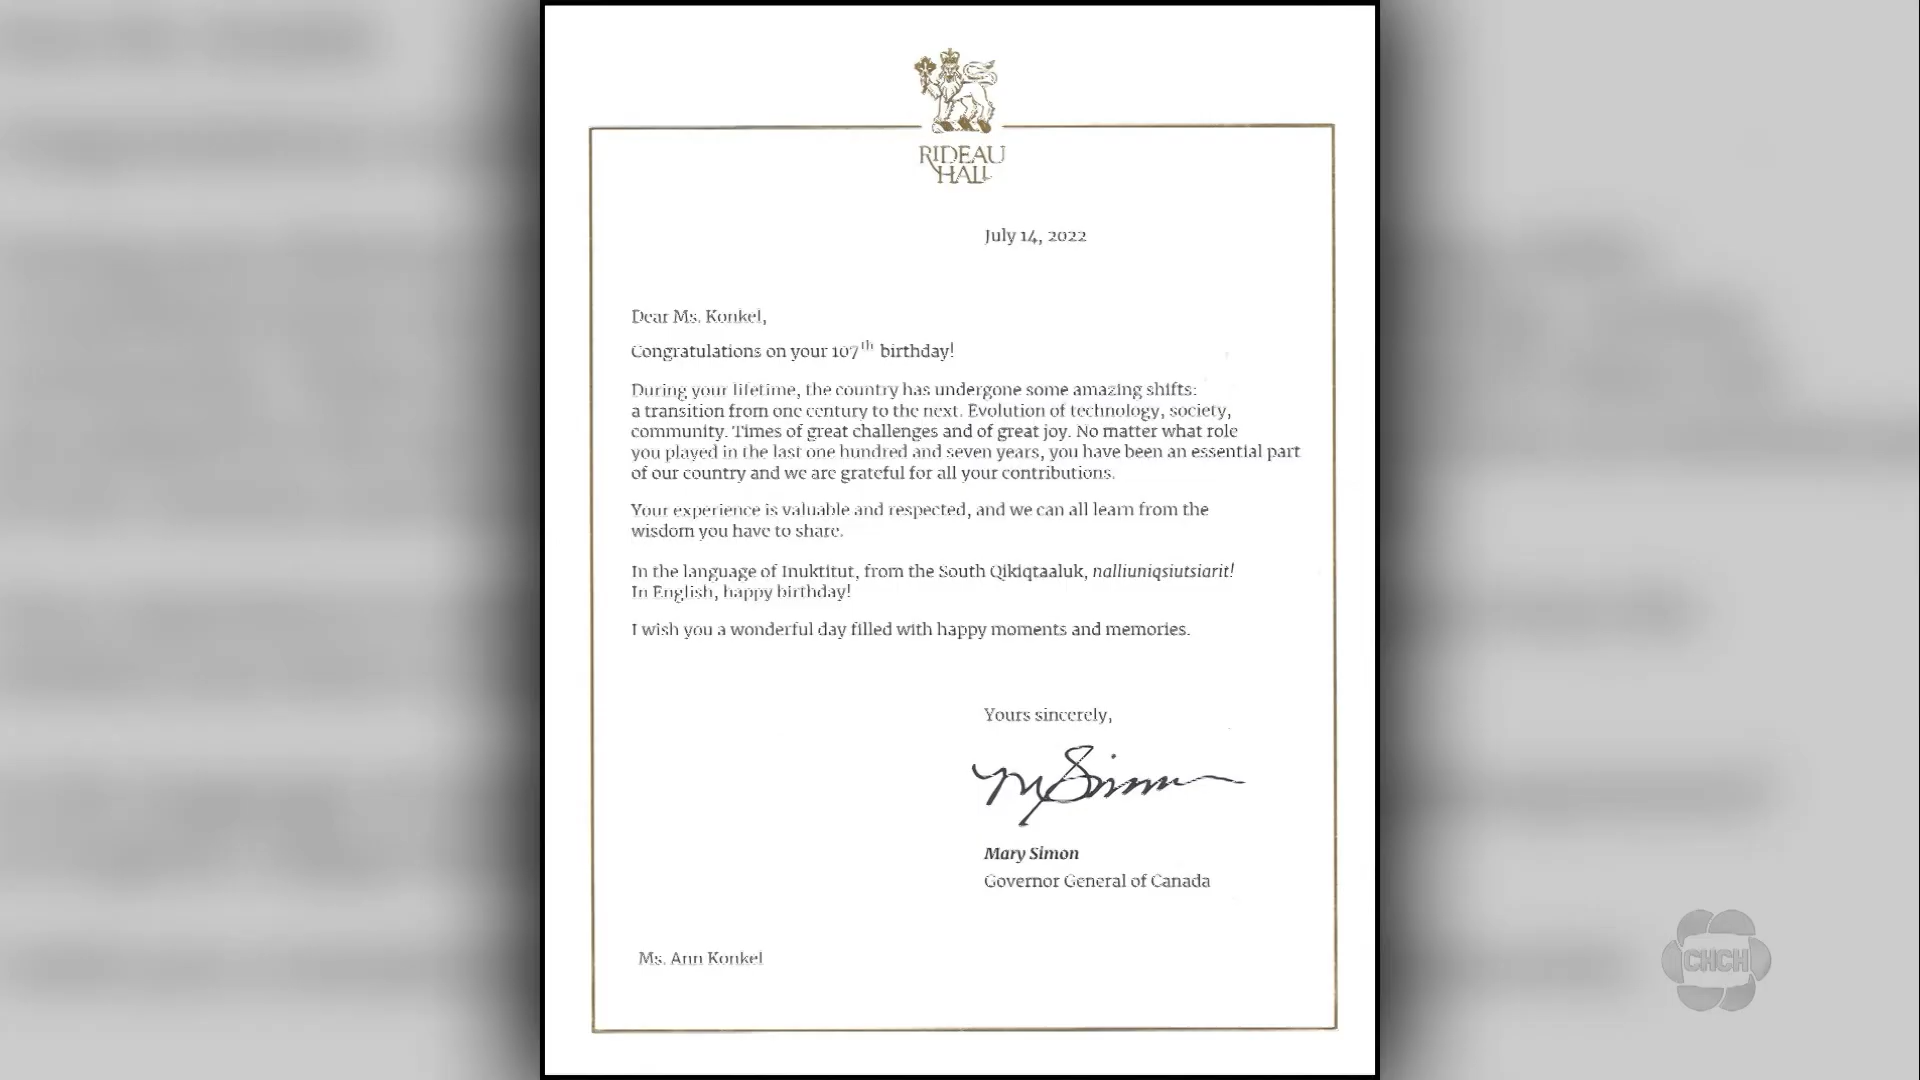 RIDEAU
HALL
July 14, 2022
Dear Ms. Konkel,
Congratulations on your 107th birthday!
During your lifetime, the country has undergone some amazing shifts:
a transition from one century to the next. Evolution of technology, society,
community. Times of great challenges and of great joy. No matter what role
you played in the last one hundred and seven years, you have been an essential part
of our country and we are grateful for all your contributions.
Your experience is valuable and respected, and we can all learn from the
wisdom you have to share.
In the language of Inuktitut, from the South Qikiqtaaluk, nalliuniqsiutsiarit!
In English, happy birthday!
I wish you a wonderful day filled with happy moments and memories.
Yours sincerely,
M Simon
Mary Simon
Governor General of Canada
Ms. Ann Konkel
CHCH